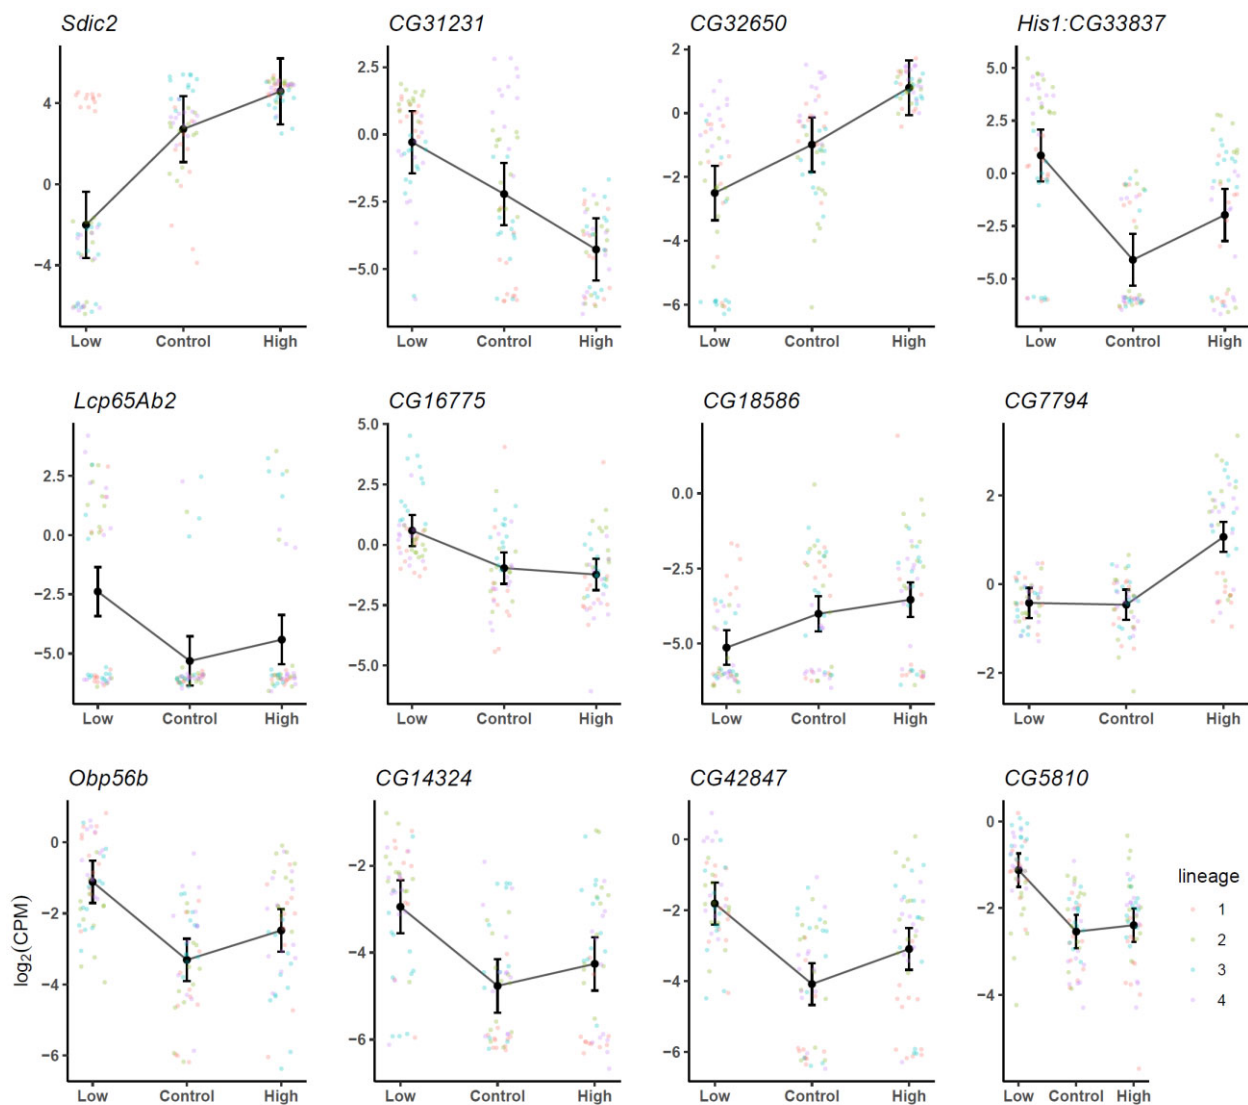 Sdic2 CG31231 CG32650 His1:CG33837
4
0
−4
Low Control High
2.5
0.0
−2.5
−5.0
Low Control High
2
0
−2
−4
−6
Low Control High
5.0
2.5
0.0
−2.5
−5.0
Low Control High
Lcp65Ab2 CG16775 CG18586 CG7794
2.5
0.0
−2.5
−5.0
Low Control High
5.0
2.5
0.0
−2.5
−5.0
Low Control High
0.0
−2.5
−5.0
Low Control High
2
0
−2
Low Control High
Obp56b CG14324 CG42847 CG5810
log₂(CPM)
0
−2
−4
−6
Low Control High
−2
−4
−6
Low Control High
0
−2
−4
−6
Low Control High
0
−2
−4
Low Control High
lineage
1
2
3
4